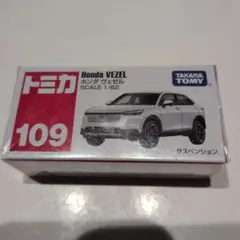 トミカ
109
Honda VEZEL
ホンダ ヴェゼル
SCALE 1/62
TAKARA
TOMY
サスペンション